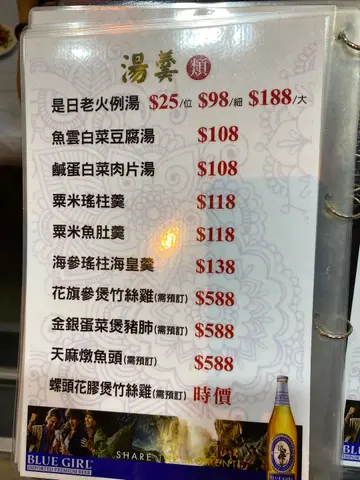 湯羹類
是日老火例湯 $25/位 $98/細 $188/大
魚雲白菜豆腐湯 $108
鹹蛋白菜肉片湯 $108
粟米瑤柱羹 $118
粟米魚肚羹 $118
海參瑤柱海皇羹 $138
花旗參煲竹絲雞(需預訂) $588
金銀蛋菜煲豬肺(需預訂) $588
天麻燉魚頭(需預訂) $588
螺頭花膠煲竹絲雞(需預訂) 時價
BLUE GIRL
IMPORTED PREMIUM BEER
SHARE
BLUE GIRL